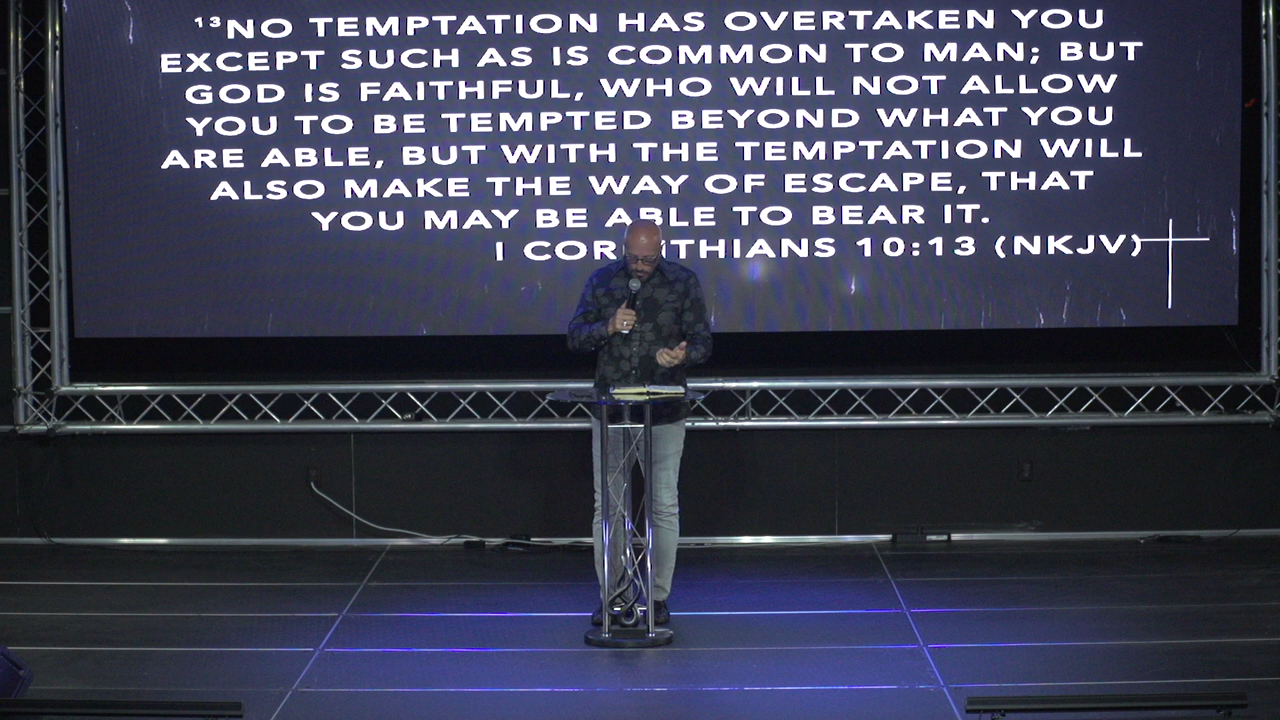 ¹³NO TEMPTATION HAS OVERTAKEN YOU
EXCEPT SUCH AS IS COMMON TO MAN; BUT
GOD IS FAITHFUL, WHO WILL NOT ALLOW
YOU TO BE TEMPTED BEYOND WHAT YOU
ARE ABLE, BUT WITH THE TEMPTATION WILL
ALSO MAKE THE WAY OF ESCAPE, THAT
YOU MAY BE ABLE TO BEAR IT.
I CORINTHIANS 10:13 (NKJV)